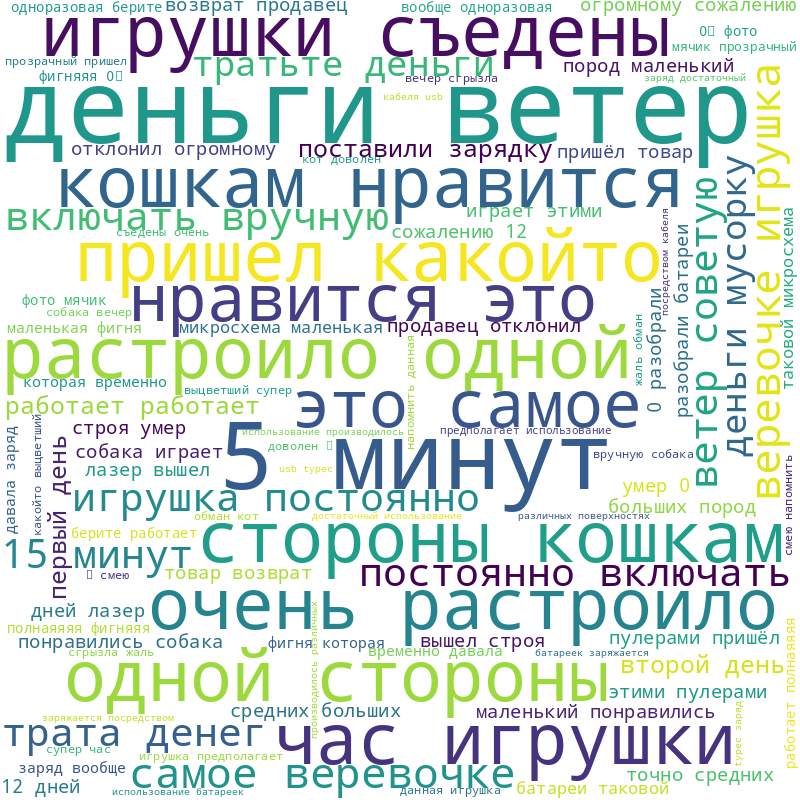 одноразовая берите возврат продавец вообще одноразовая огромному сожалению
игрушки съедены 0 фото
мячик прозрачный
прозрачный пришел тратьте деньги пород маленький
фигняяя 0 вечер сгрызла заряд достаточный
деньги ветер
кабеля usb
отклонил огромному поставили зарядку пришёл товар
кот доволен
кошкам нравится
включать вручную играет этими
съедены очень сожалению 12
пришел какойто
нравится это
фото мячик
собака вечер
маленькая фигня микросхема маленькая продавец отклонил
растроило одной
которая временно выцветший супер
работает работает это самое
строя умер использование производилось предполагает использование
собака играет доволен вручную собака
5 минут
лазер вышел usb typec
игрушка постоянно умер 0
больших пород
обман кот достаточный использование различных поверхностях
берите работает
15 минут стороны кошкам
смею товар возврат постоянно включать
дней лазер очень растроило
полнаяяяя фигняяя
понравились собака фигня которая вышел строя пулерами пришёл
сгрызла жаль временно давала батареек заряжается
одной стороны второй день
этими пулерами
средних больших маленький понравились
заряжается посредством
трата денег час игрушки
супер час игрушка предполагает
заряд вообще самое веревочке точно средних
12 дней использование батареек данная игрушка батареи таковой
веревочке игрушка
деньги мусорку
ветер советую
таковой микросхема
посредством кабеля
разобрали батареи
0 разобрали
жаль обман
напомнить данная
смею напомнить
давала заряд
какойто выцветший
первый день
производилось различных
typec заряд
работает полнаяяяя